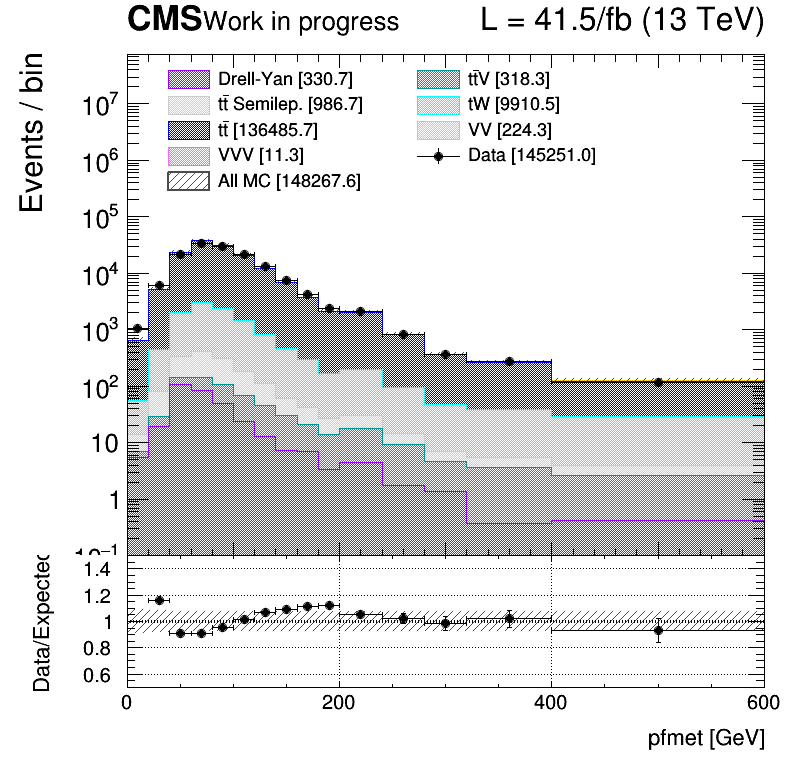 CMS Work in progress L = 41.5/fb (13 TeV)
Events / bin
Drell-Yan [330.7] tt̄V [318.3]
tt̄ Semilep. [986.7] tW [9910.5]
tt̄ [136485.7] VV [224.3]
VVV [11.3] Data [145251.0]
All MC [148267.6]
10⁷
10⁶
10⁵
10⁴
10³
10²
10
1
10⁻¹
Data/Expected
1.4
1.2
1
0.8
0.6
0 200 400 600
pfmet [GeV]